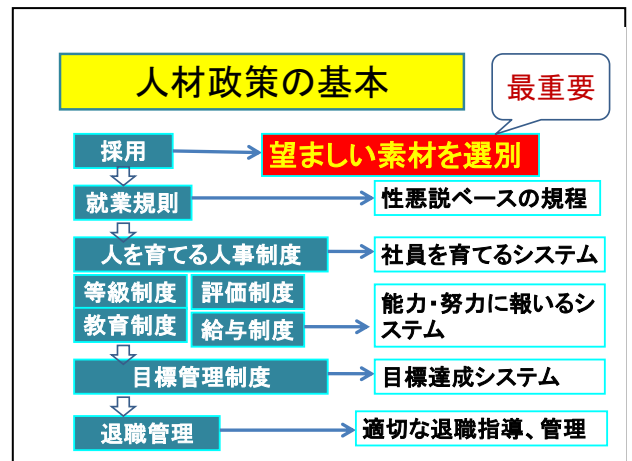 人材政策の基本
最重要
採用
望ましい素材を選別
就業規則
性悪説ベースの規程
人を育てる人事制度
社員を育てるシステム
等級制度
評価制度
教育制度
給与制度
能力・努力に報いるシ
ステム
目標管理制度
目標達成システム
退職管理
適切な退職指導、管理